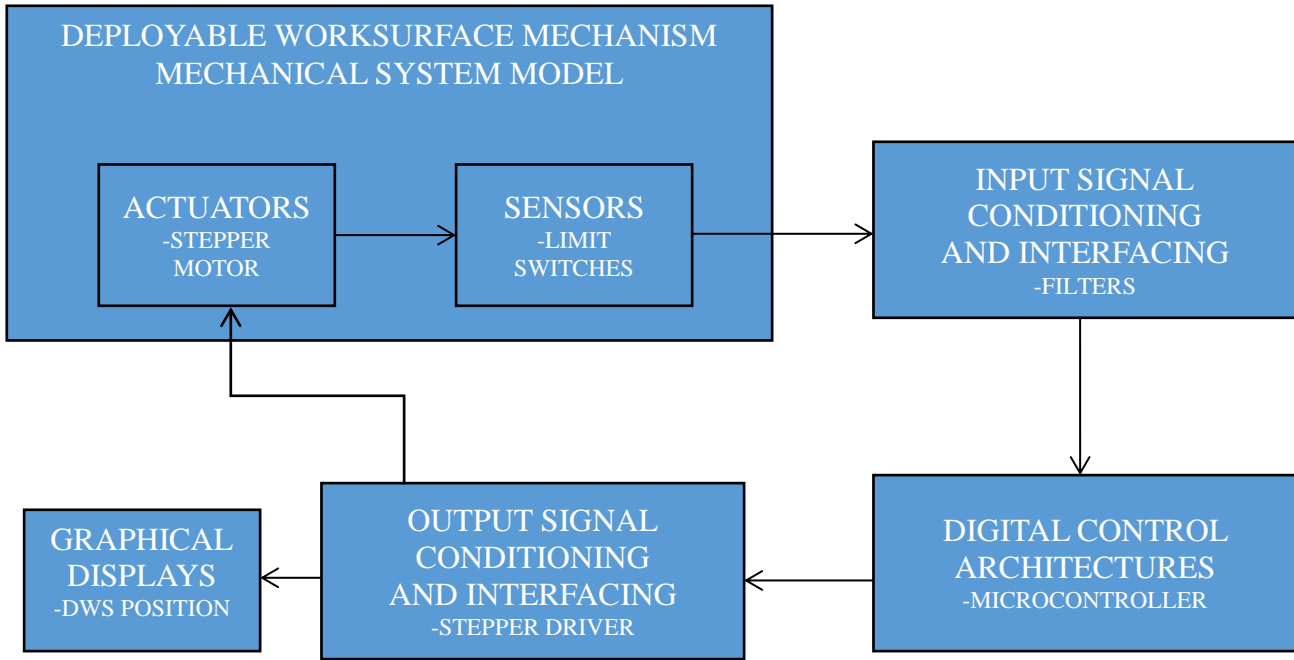 DEPLOYABLE WORKSURFACE MECHANISM
MECHANICAL SYSTEM MODEL
ACTUATORS
-STEPPER
MOTOR
SENSORS
-LIMIT
SWITCHES
INPUT SIGNAL
CONDITIONING
AND INTERFACING
-FILTERS
GRAPHICAL
DISPLAYS
-DWS POSITION
OUTPUT SIGNAL
CONDITIONING
AND INTERFACING
-STEPPER DRIVER
DIGITAL CONTROL
ARCHITECTURES
-MICROCONTROLLER